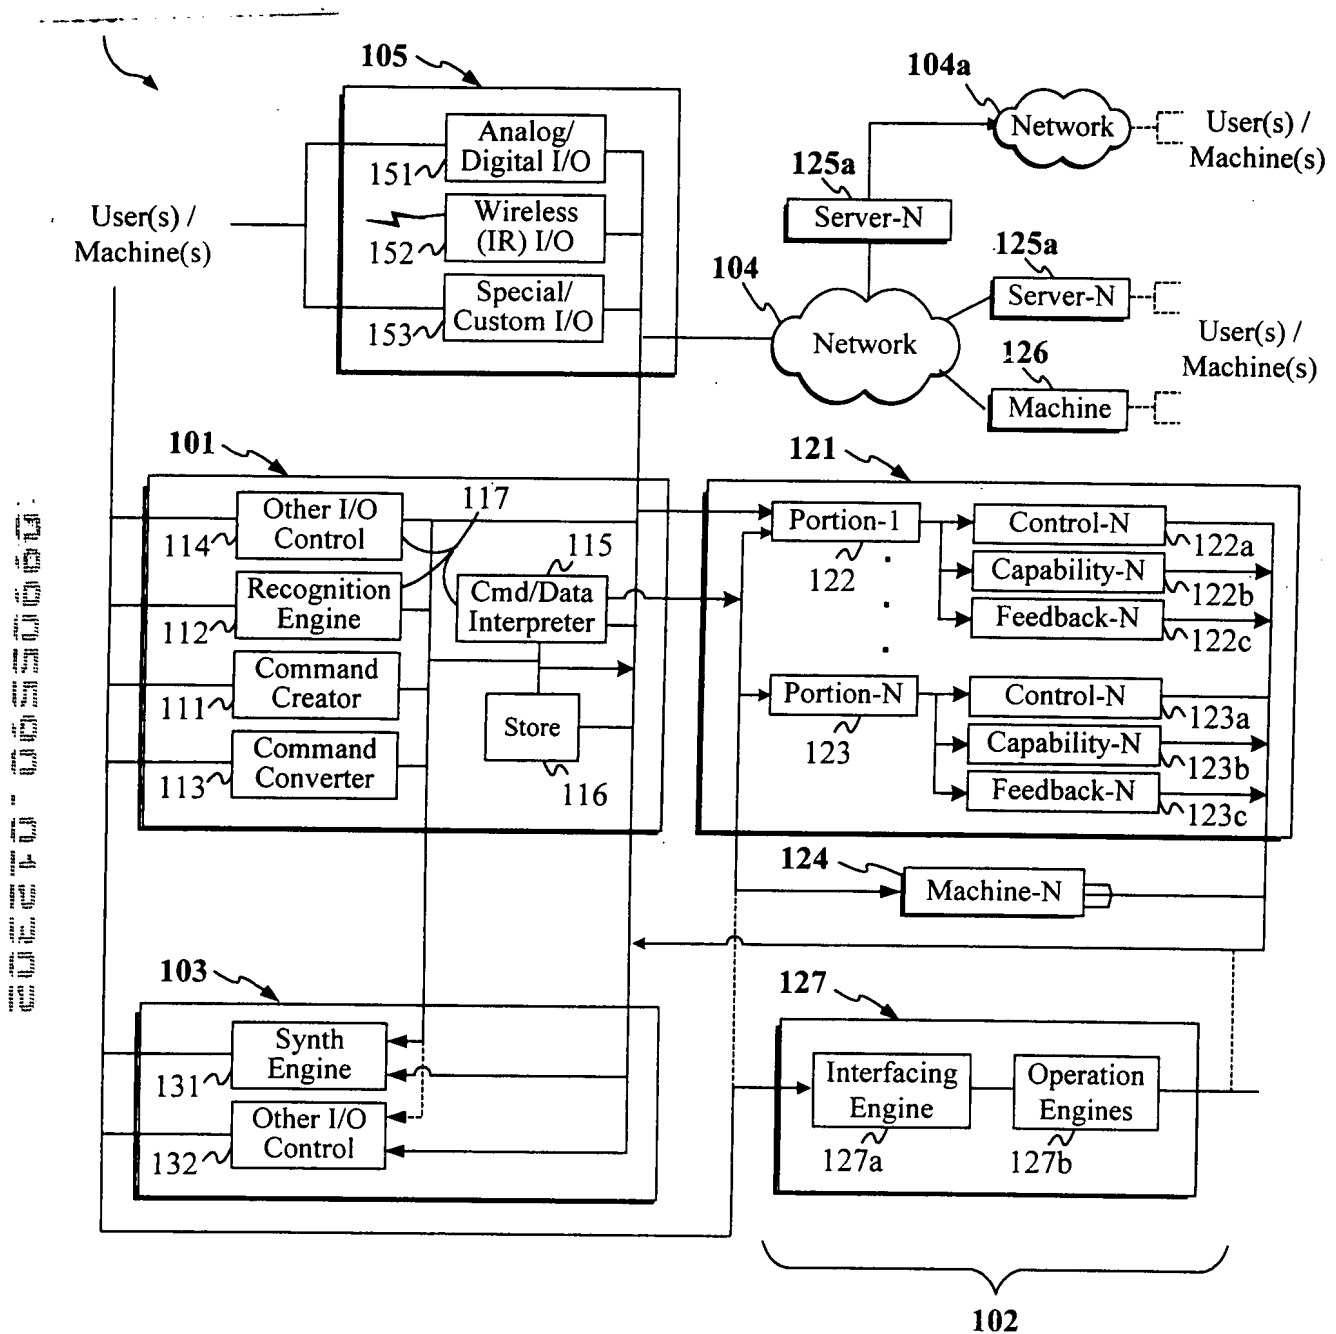 105
Analog/
Digital I/O
151
Wireless
(IR) I/O
152
Special/
Custom I/O
153
User(s) /
Machine(s)
104a
Network
User(s) /
Machine(s)
125a
Server-N
104
Network
125a
Server-N
126
Machine
User(s) /
Machine(s)
101
Other I/O
Control
114
117
Recognition
Engine
112
115
Cmd/Data
Interpreter
Command
Creator
111
Store
116
Command
Converter
113
121
Portion-1
122
Control-N
122a
Capability-N
122b
Feedback-N
122c
Portion-N
123
Control-N
123a
Capability-N
123b
Feedback-N
123c
124
Machine-N
103
Synth
Engine
131
Other I/O
Control
132
127
Interfacing
Engine
127a
Operation
Engines
127b
102